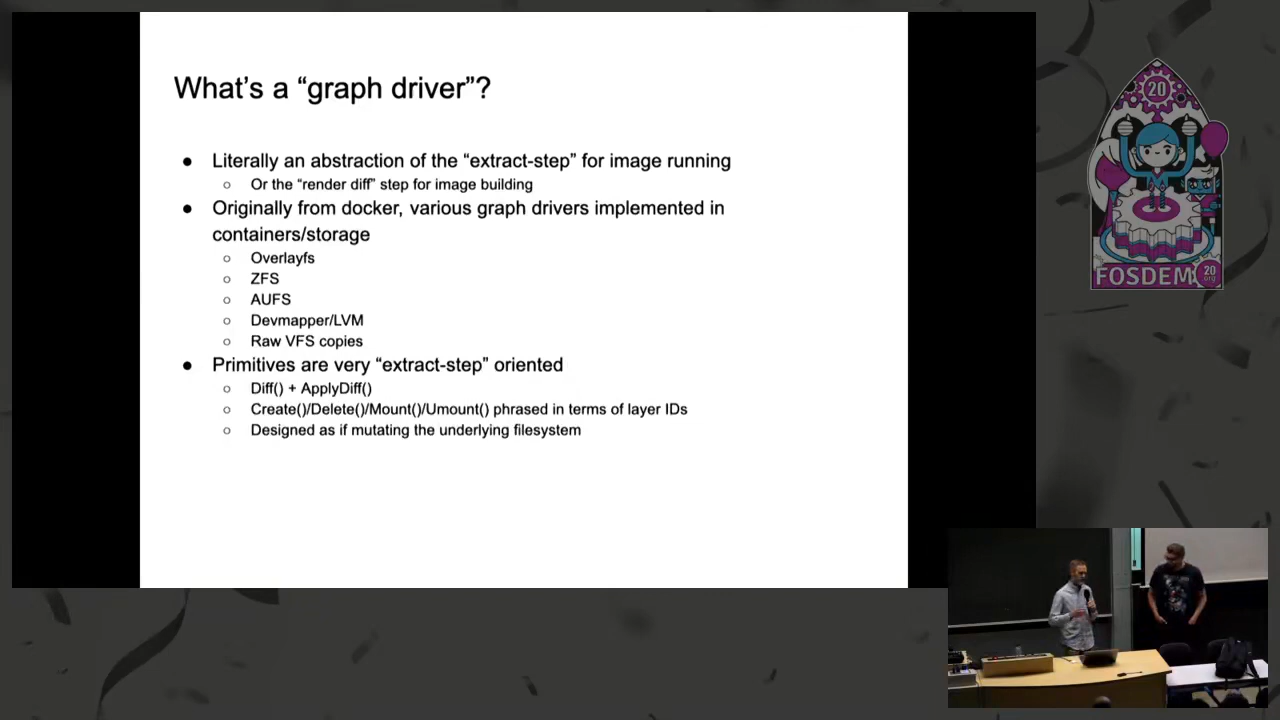 What's a “graph driver”?
● Literally an abstraction of the “extract-step” for image running
○ Or the “render diff” step for image building
● Originally from docker, various graph drivers implemented in
containers/storage
○ Overlayfs
○ ZFS
○ AUFS
○ Devmapper/LVM
○ Raw VFS copies
● Primitives are very “extract-step” oriented
○ Diff() + ApplyDiff()
○ Create()/Delete()/Mount()/Umount() phrased in terms of layer IDs
○ Designed as if mutating the underlying filesystem
20
FOSDEM
20
.org